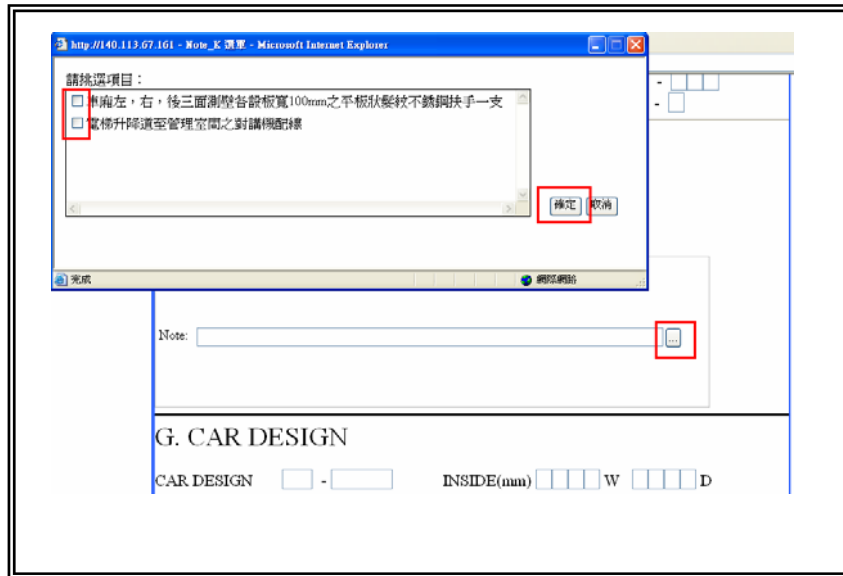 http://140.113.67.161 - Note_K 選單 - Microsoft Internet Explorer
請挑選項目：
車廂左，右，後三面測壁各設板寬100mm之平板狀髮紋不銹鋼扶手一支
電梯升降道至管理室間之對講機配線
確定 取消
完成 網際網路
Note: ...
G. CAR DESIGN
CAR DESIGN - INSIDE(mm) W D